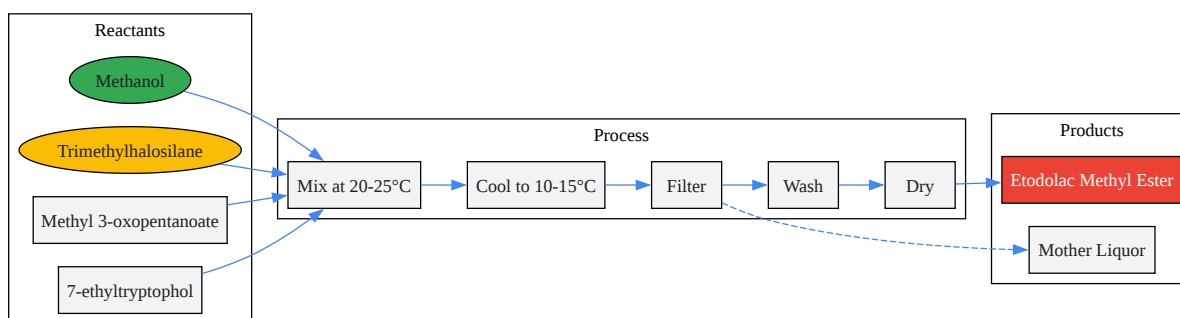 Reactants
Methanol
Trimethylhalosilane
Methyl 3-oxopentanoate
7-ethyltryptophol
Process
Mix at 20-25°C
Cool to 10-15°C
Filter
Wash
Dry
Products
Etodolac Methyl Ester
Mother Liquor